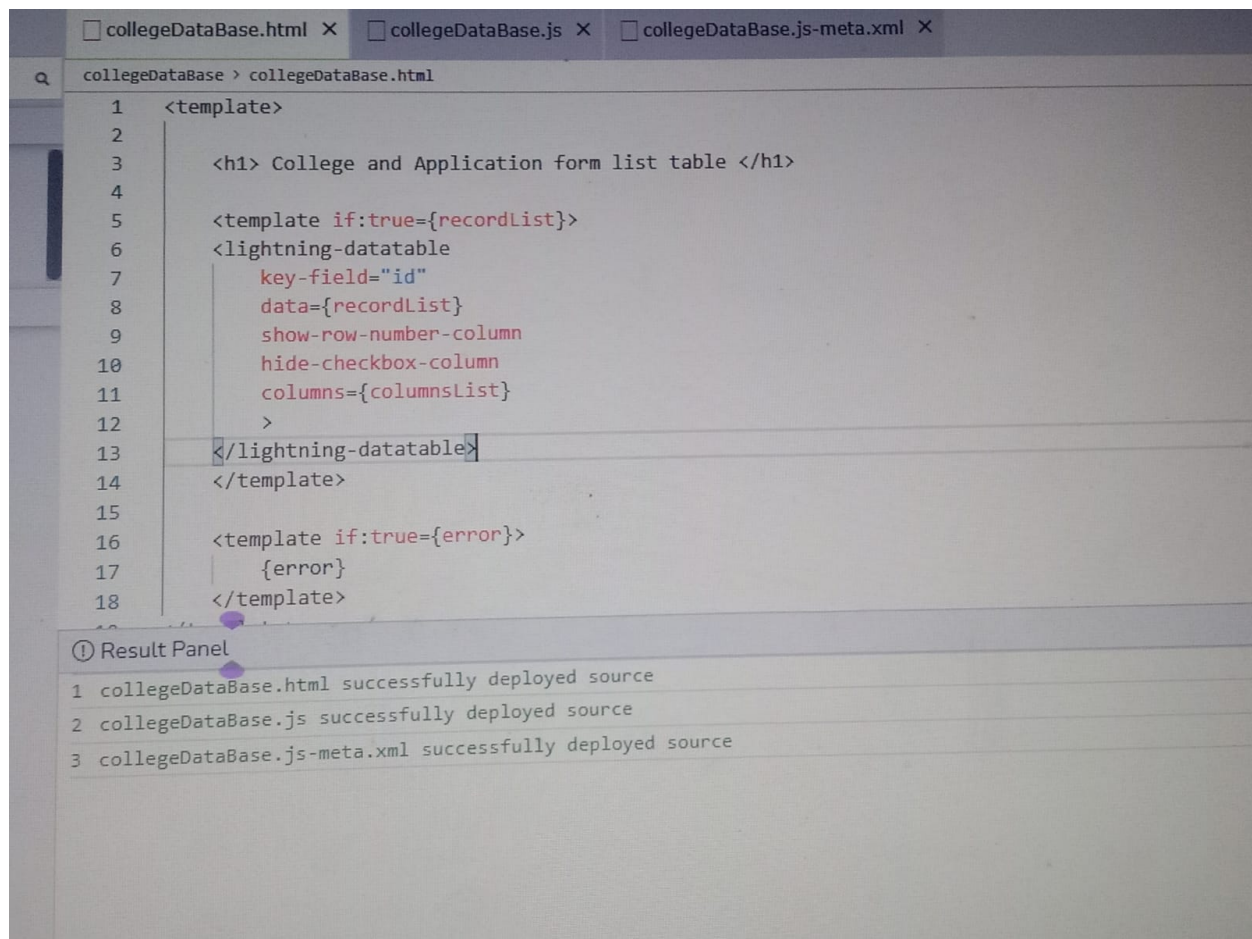 collegeDataBase.html × collegeDataBase.js × collegeDataBase.js-meta.xml ×
collegeDataBase > collegeDataBase.html
1 <template>
2
3 <h1> College and Application form list table </h1>
4
5 <template if:true={recordList}>
6 <lightning-datatable
7 key-field="id"
8 data={recordList}
9 show-row-number-column
10 hide-checkbox-column
11 columns={columnsList}
12 >
13 </lightning-datatable>
14 </template>
15
16 <template if:true={error}>
17 {error}
18 </template>
Result Panel
1 collegeDataBase.html successfully deployed source
2 collegeDataBase.js successfully deployed source
3 collegeDataBase.js-meta.xml successfully deployed source